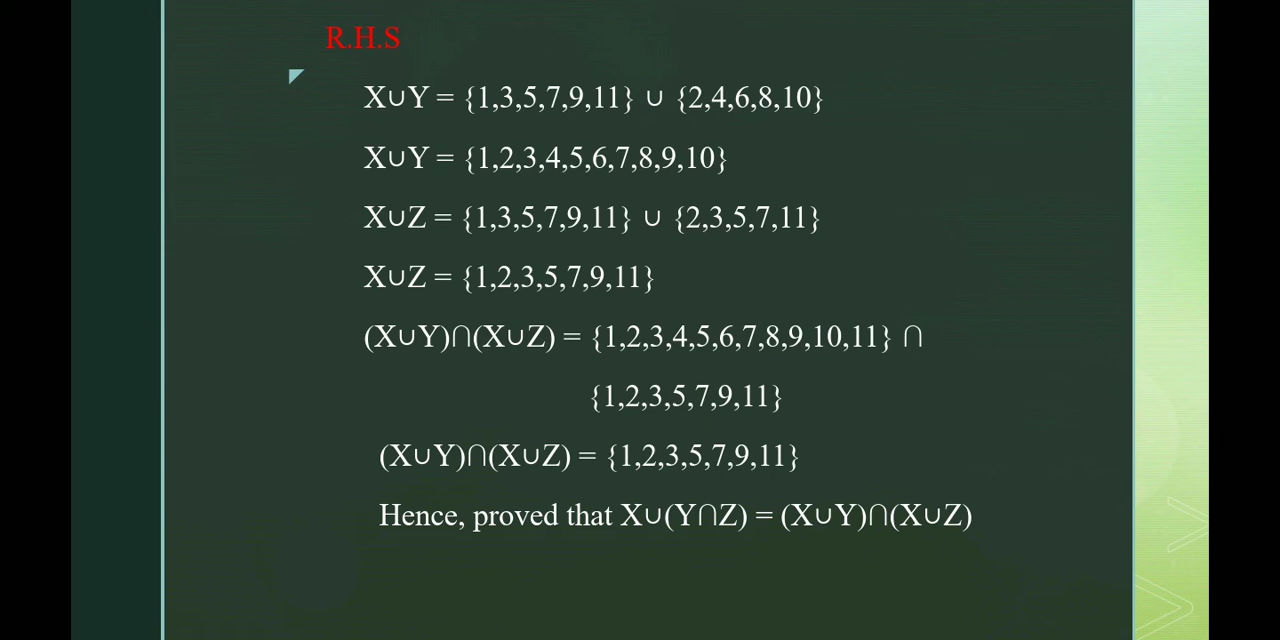 R.H.S
X∪Y = {1,3,5,7,9,11} ∪ {2,4,6,8,10}
X∪Y = {1,2,3,4,5,6,7,8,9,10}
X∪Z = {1,3,5,7,9,11} ∪ {2,3,5,7,11}
X∪Z = {1,2,3,5,7,9,11}
(X∪Y)∩(X∪Z) = {1,2,3,4,5,6,7,8,9,10,11} ∩
{1,2,3,5,7,9,11}
(X∪Y)∩(X∪Z) = {1,2,3,5,7,9,11}
Hence, proved that X∪(Y∩Z) = (X∪Y)∩(X∪Z)